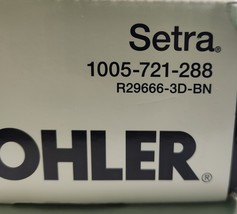 Setra®
1005-721-288
R29666-3D-BN
OHLER®